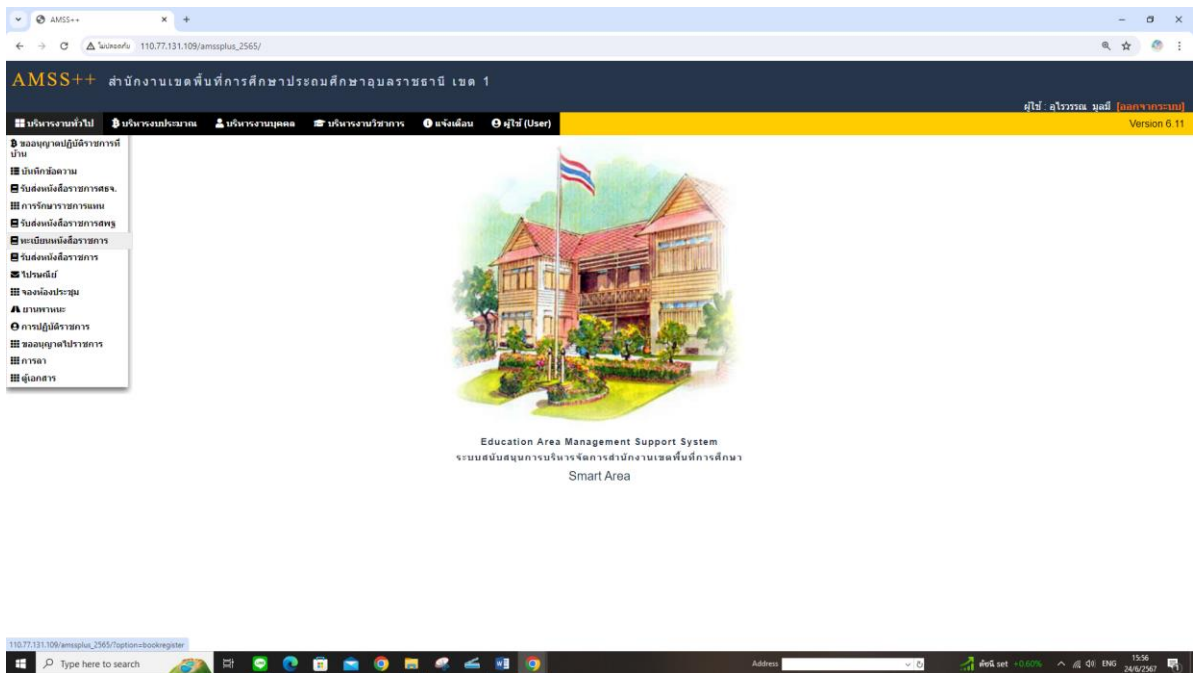 AMSS++
ไม่ปลอดภัย 110.77.131.109/amssplus_2565/
AMSS++ สำนักงานเขตพื้นที่การศึกษาประถมศึกษาอุบลราชธานี เขต 1
ผู้ใช้ : อุไรวรรณ มูลมี [ออกจากระบบ]
บริหารงานทั่วไป บริหารงบประมาณ บริหารงานบุคคล บริหารงานวิชาการ แจ้งเตือน ผู้ใช้ (User)
Version 6.11
ขออนุญาตปฏิบัติราชการที่
บ้าน
บันทึกข้อความ
รับส่งหนังสือราชการศธจ.
การรักษาราชการแทน
รับส่งหนังสือราชการสพฐ
ทะเบียนหนังสือราชการ
รับส่งหนังสือราชการ
ไปรษณีย์
จองห้องประชุม
ยานพาหนะ
การปฏิบัติราชการ
ขออนุญาตไปราชการ
การลา
ตู้เอกสาร
Education Area Management Support System
ระบบสนับสนุนการบริหารจัดการสำนักงานเขตพื้นที่การศึกษา
Smart Area
110.77.131.109/amssplus_2565/?option=bookregister
Type here to search
Address
ดัชนี set +0.60%
ENG
15:56
24/6/2567